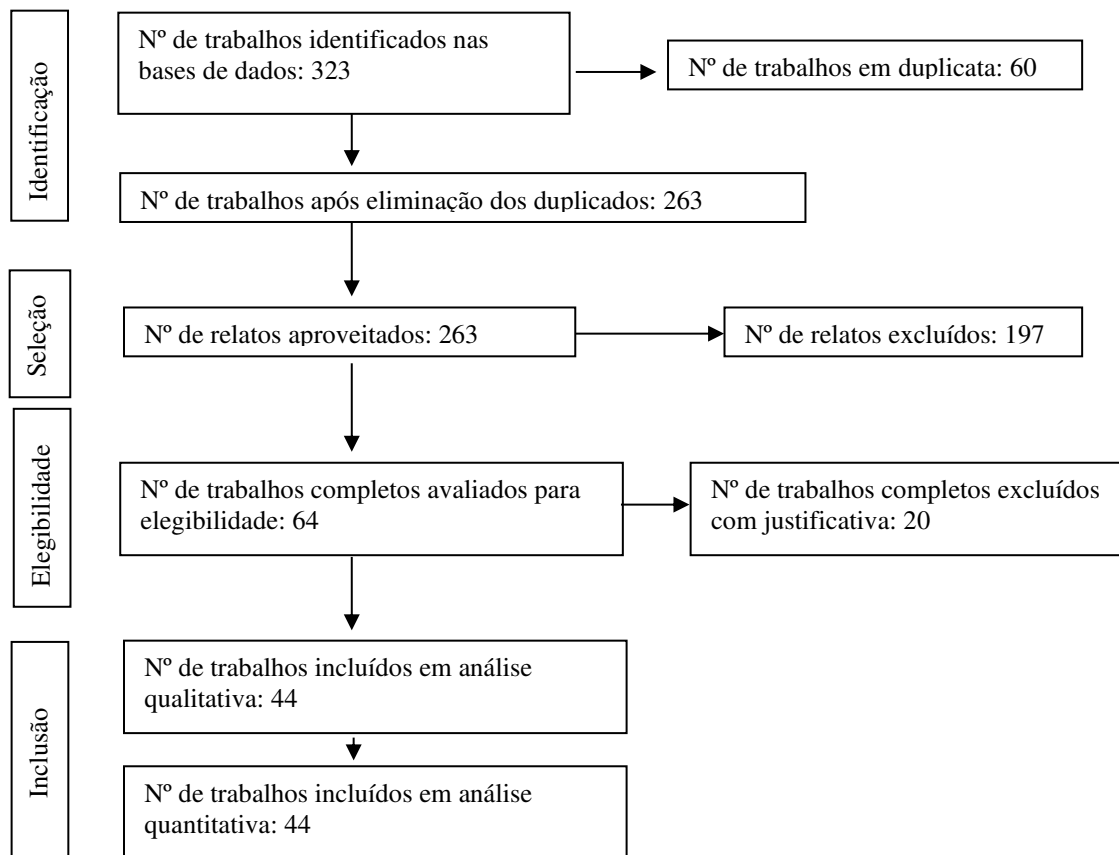 Identificação
Nº de trabalhos identificados nas
bases de dados: 323
Nº de trabalhos em duplicata: 60
Nº de trabalhos após eliminação dos duplicados: 263
Seleção
Nº de relatos aproveitados: 263
Nº de relatos excluídos: 197
Elegibilidade
Nº de trabalhos completos avaliados para
elegibilidade: 64
Nº de trabalhos completos excluídos
com justificativa: 20
Inclusão
Nº de trabalhos incluídos em análise
qualitativa: 44
Nº de trabalhos incluídos em análise
quantitativa: 44